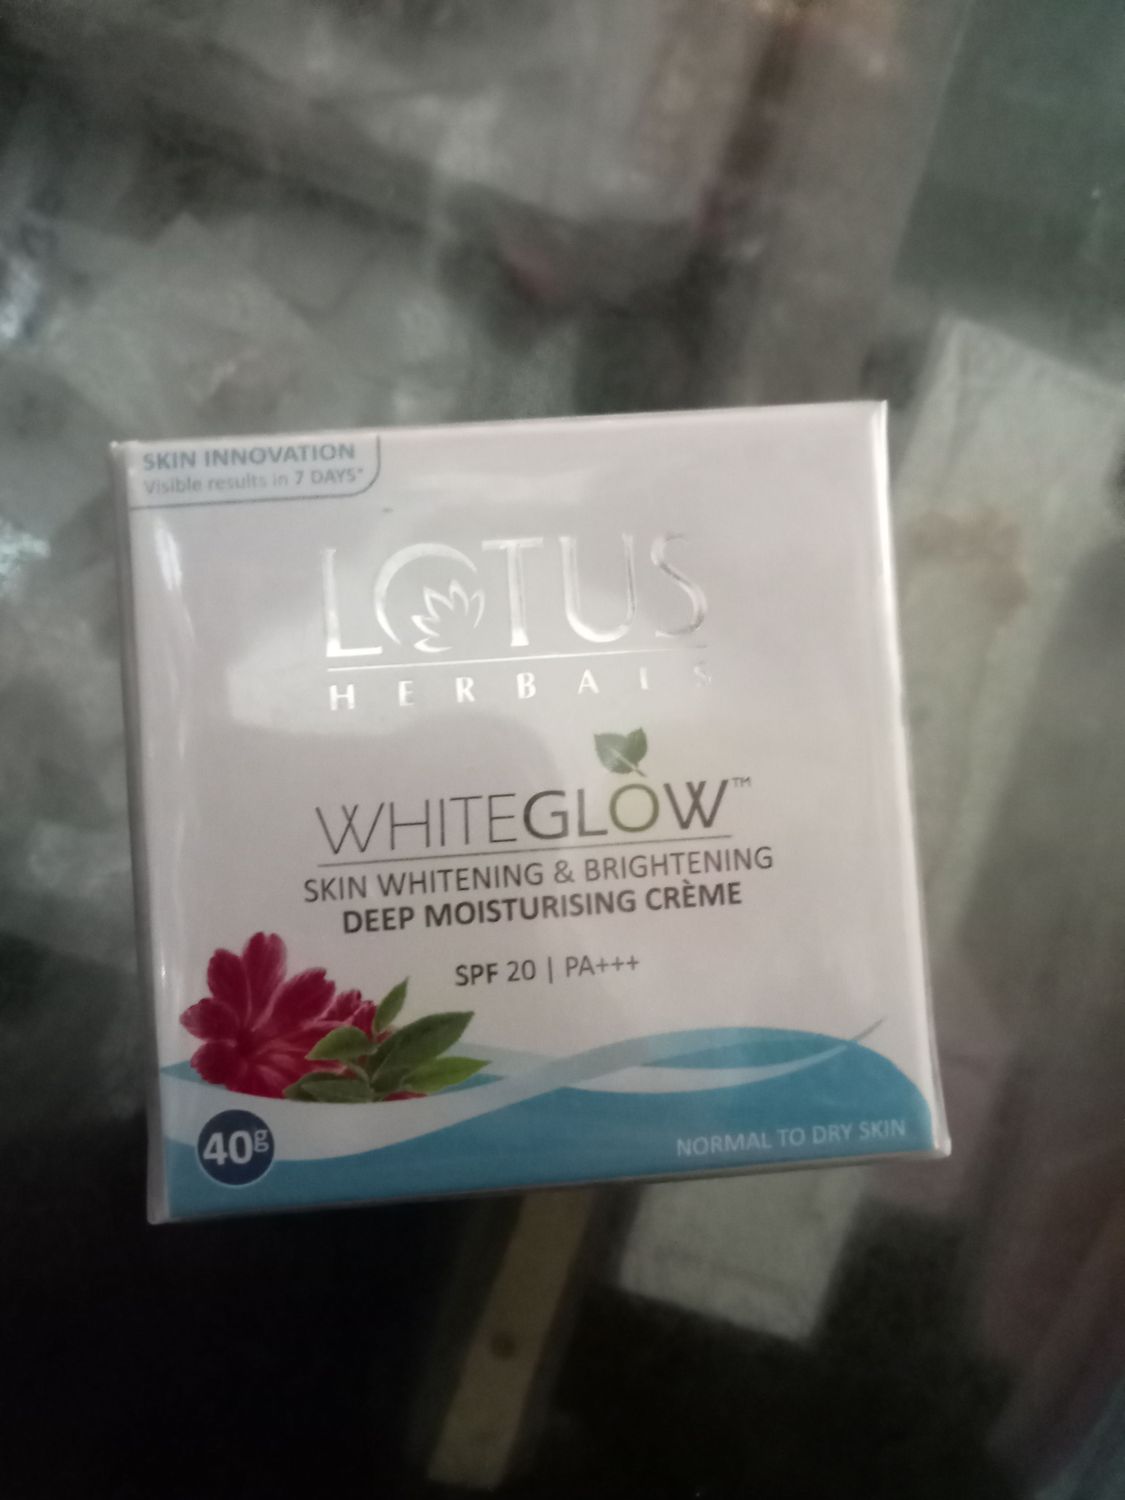 SKIN INNOVATION
Visible results in 7 DAYS*
LOTUS
HERBALS
WHITEGLOW™
SKIN WHITENING & BRIGHTENING
DEEP MOISTURISING CRÈME
SPF 20 | PA+++
40g
NORMAL TO DRY SKIN